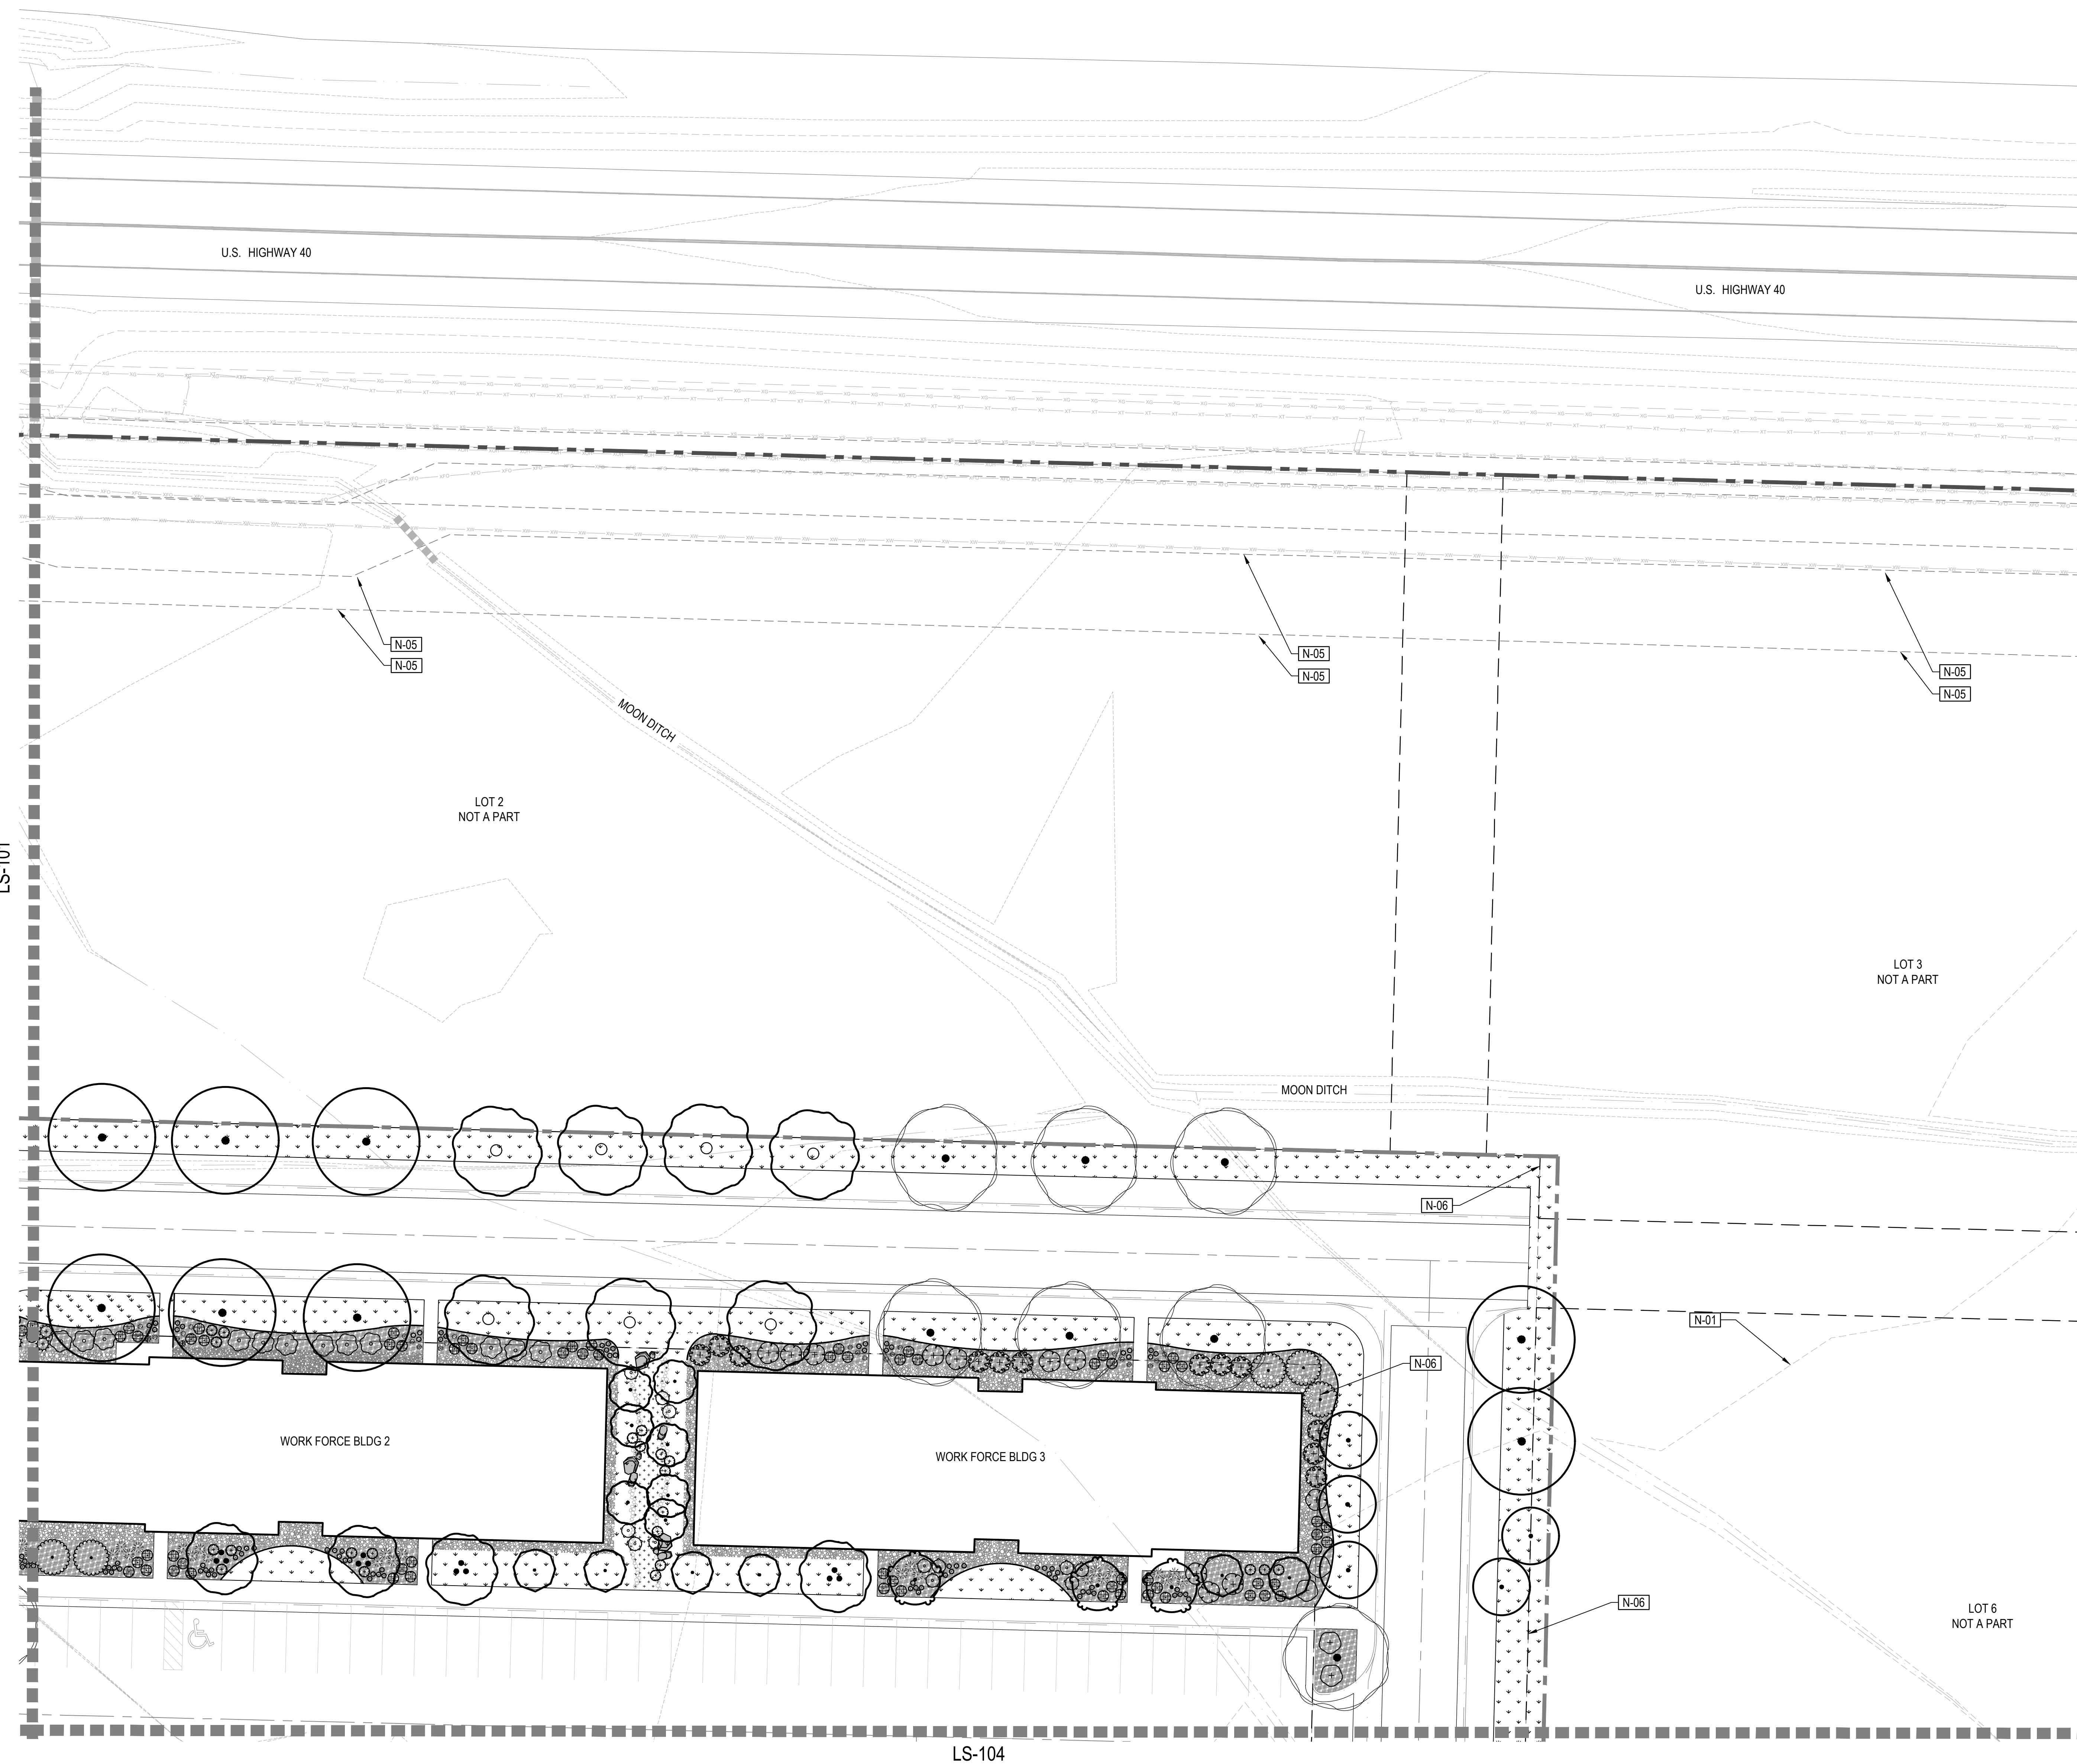 U.S. HIGHWAY 40
U.S. HIGHWAY 40
N-05
N-05
N-05
N-05
N-05
N-05
MOON DITCH
LOT 2
NOT A PART
LS-101
LOT 3
NOT A PART
MOON DITCH
N-06
N-01
N-06
WORK FORCE BLDG 2
WORK FORCE BLDG 3
N-06
LOT 6
NOT A PART
LS-104